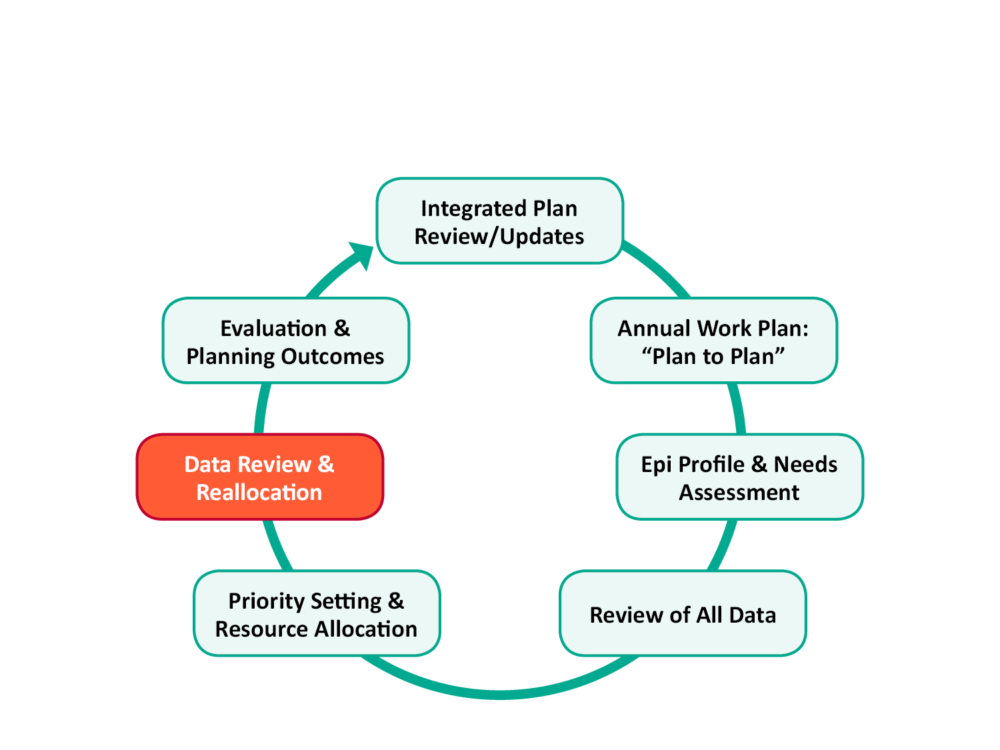 Integrated Plan
Review/Updates
Annual Work Plan:
“Plan to Plan”
Epi Profile & Needs
Assessment
Review of All Data
Priority Setting &
Resource Allocation
Data Review &
Reallocation
Evaluation &
Planning Outcomes